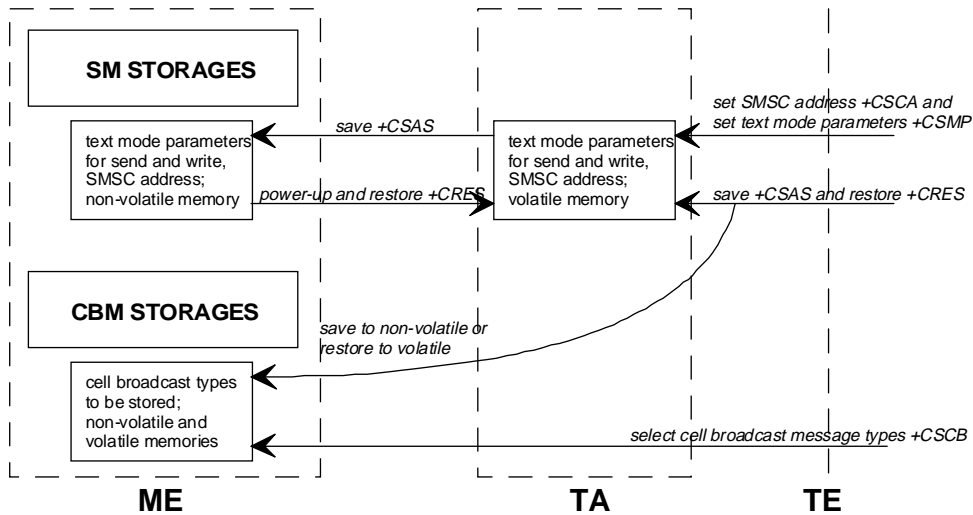 SM STORAGES
set SMSC address +CSCA and
set text mode parameters +CSMP
save +CSAS
text mode parameters
for send and write,
SMSC address;
non-volatile memory
text mode parameters
for send and write,
SMSC address;
volatile memory
power-up and restore +CRES
save +CSAS and restore +CRES
CBM STORAGES
save to non-volatile or
restore to volatile
cell broadcast types
to be stored;
non-volatile and
volatile memories
select cell broadcast message types +CSCB
ME
TA
TE